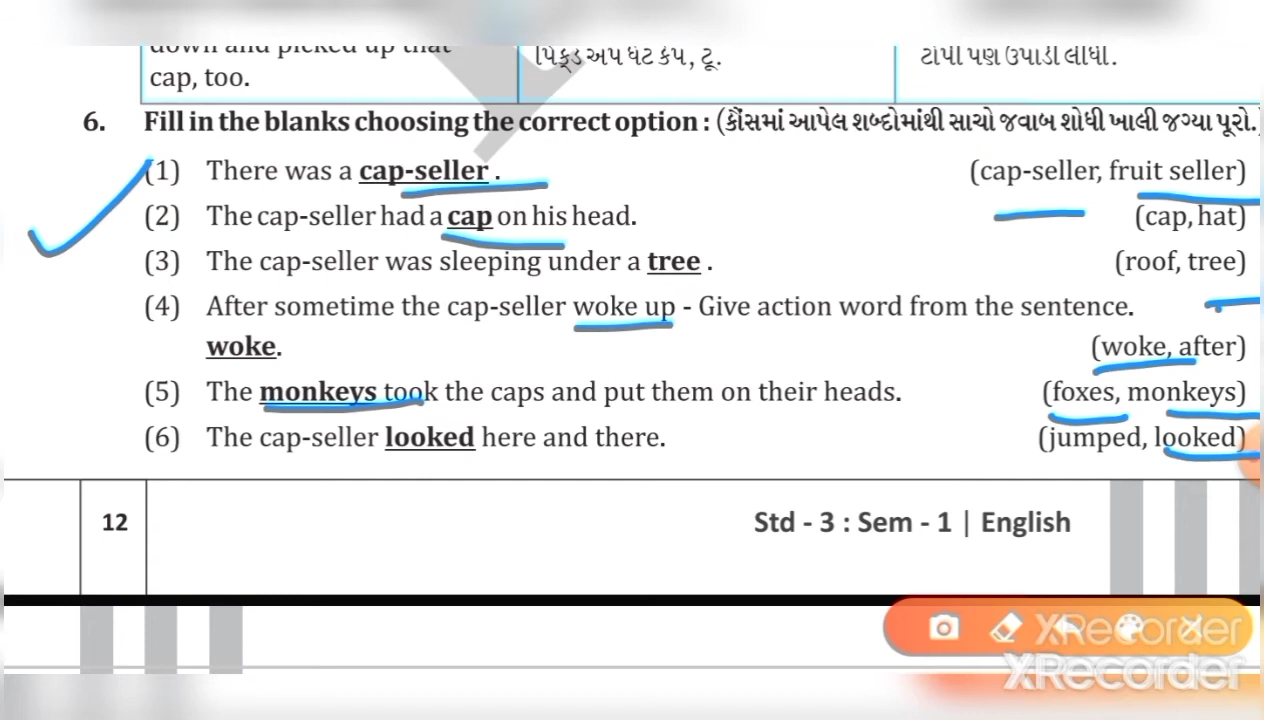 down and picked up that
cap, too.
પિક્ડ અપ ધૅટ કૅપ, ટૂ.
ટોપી પણ ઉપાડી લીધી.
6. Fill in the blanks choosing the correct option : (કૌંસમાં આપેલ શબ્દોમાંથી સાચો જવાબ શોધી ખાલી જગ્યા પૂરો.)
(1) There was a cap-seller . (cap-seller, fruit seller)
(2) The cap-seller had a cap on his head. (cap, hat)
(3) The cap-seller was sleeping under a tree . (roof, tree)
(4) After sometime the cap-seller woke up - Give action word from the sentence.
woke. (woke, after)
(5) The monkeys took the caps and put them on their heads. (foxes, monkeys)
(6) The cap-seller looked here and there. (jumped, looked)
12 Std - 3 : Sem - 1 | English
XRecorder
XRecorder